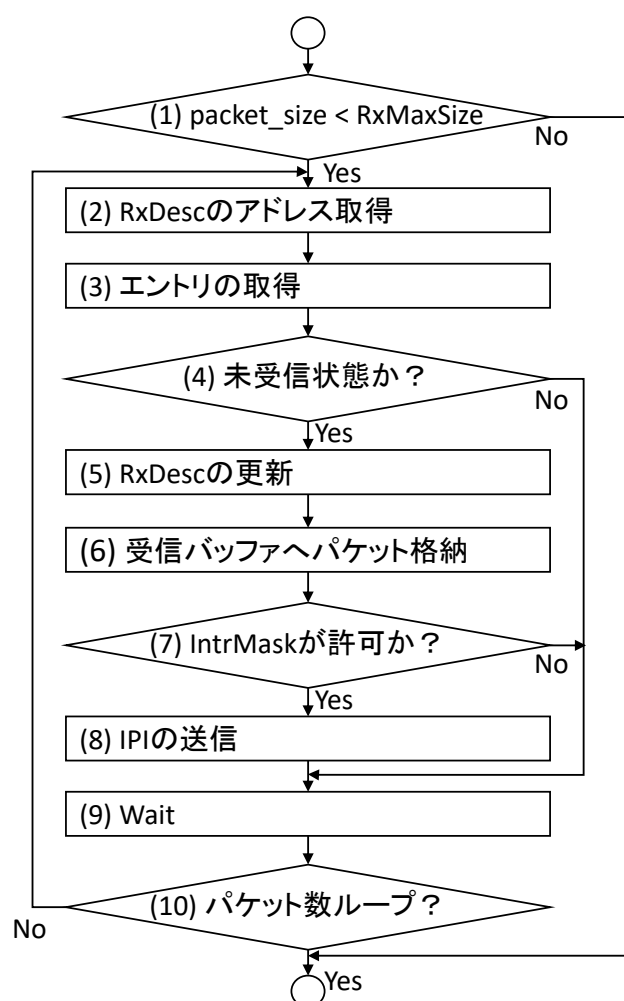 (1) packet_size < RxMaxSize
No
Yes
(2) RxDescのアドレス取得
(3) エントリの取得
(4) 未受信状態か？
No
Yes
(5) RxDescの更新
(6) 受信バッファへパケット格納
(7) IntrMaskが許可か？
No
Yes
(8) IPIの送信
(9) Wait
(10) パケット数ループ？
No
Yes